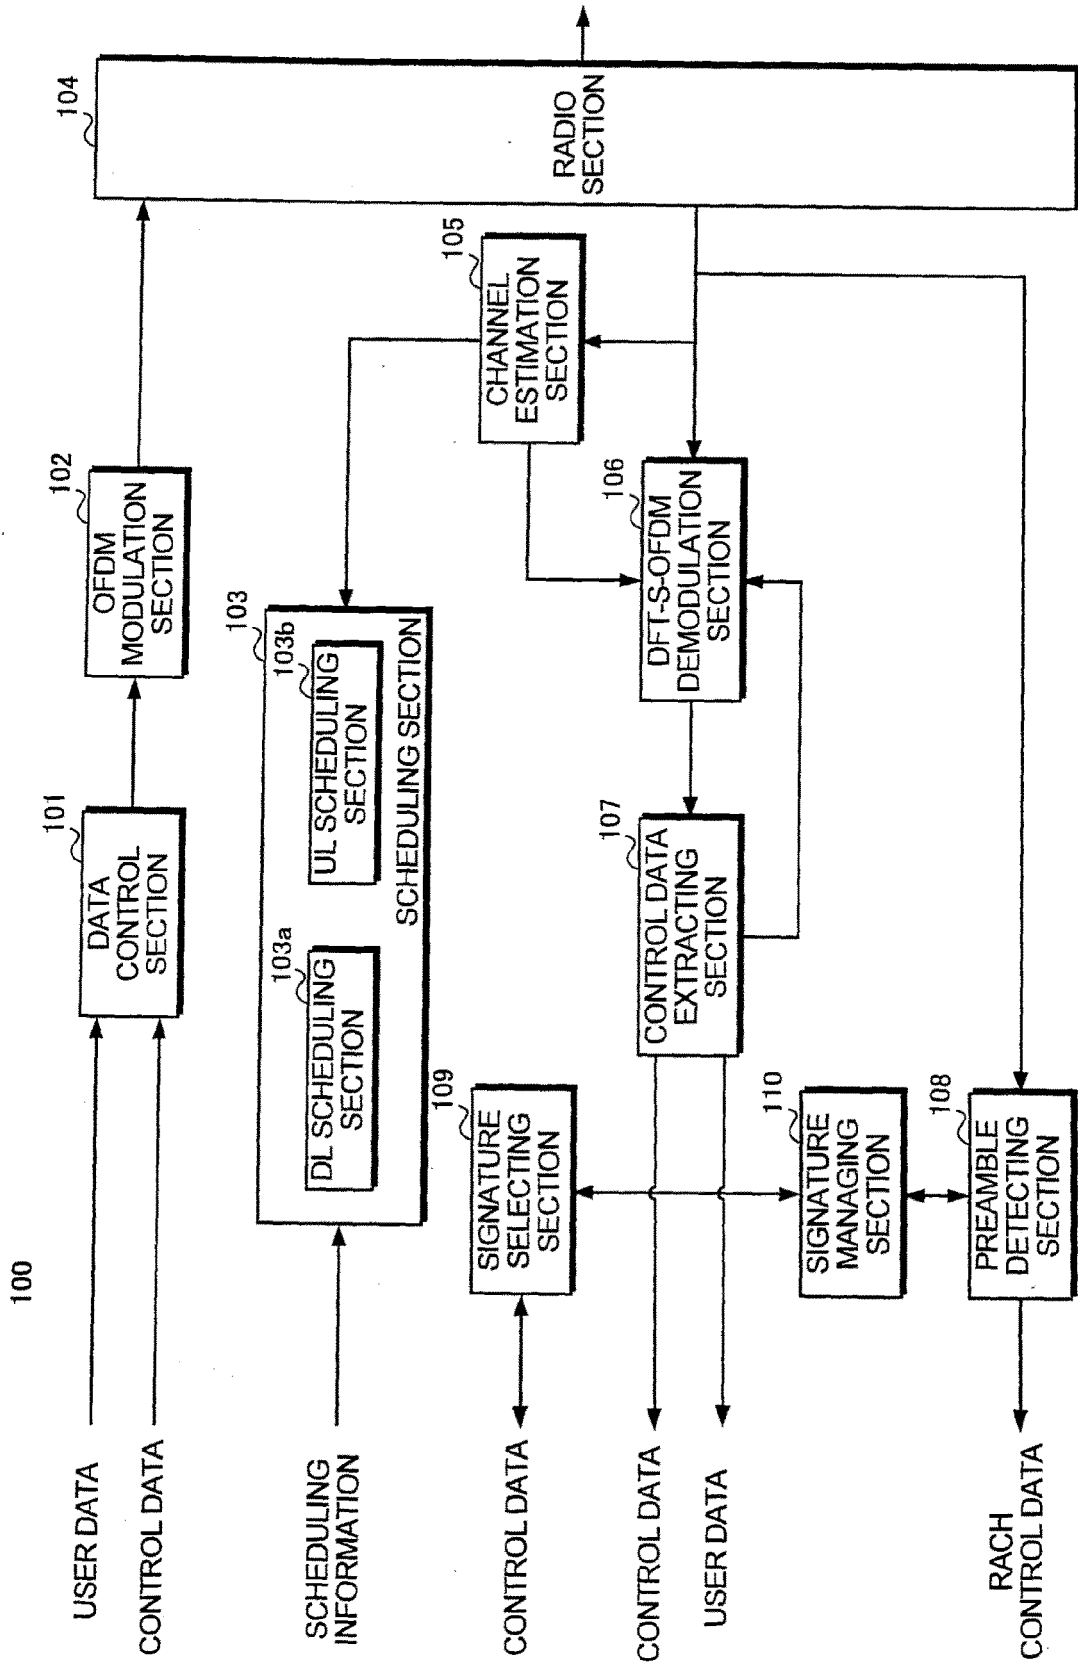 100
USER DATA
CONTROL DATA
101
DATA
CONTROL
SECTION
102
OFDM
MODULATION
SECTION
104
RADIO
SECTION
SCHEDULING
INFORMATION
103
103a
DL SCHEDULING
SECTION
103b
UL SCHEDULING
SECTION
SCHEDULING SECTION
105
CHANNEL
ESTIMATION
SECTION
CONTROL DATA
109
SIGNATURE
SELECTING
SECTION
CONTROL DATA
USER DATA
107
CONTROL DATA
EXTRACTING
SECTION
106
DFT-S-OFDM
DEMODULATION
SECTION
110
SIGNATURE
MANAGING
SECTION
RACH
CONTROL DATA
108
PREAMBLE
DETECTING
SECTION